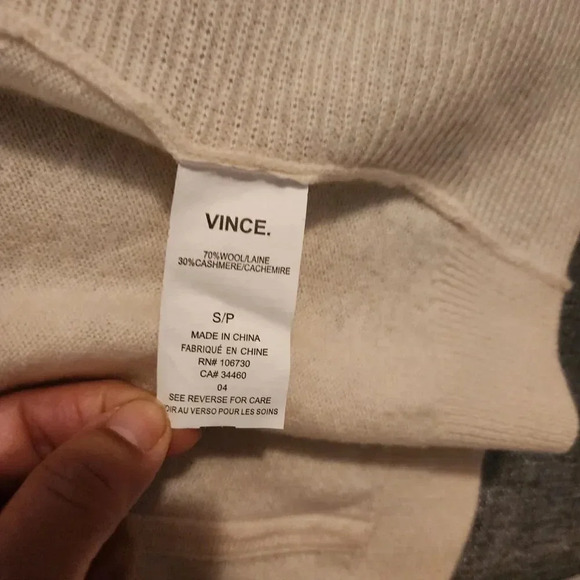 VINCE.
70%WOOL/LAINE
30%CASHMERE/CACHEMIRE
S/P
MADE IN CHINA
FABRIQUÉ EN CHINE
RN# 106730
CA# 34460
04
SEE REVERSE FOR CARE
OIR AU VERSO POUR LES SOINS